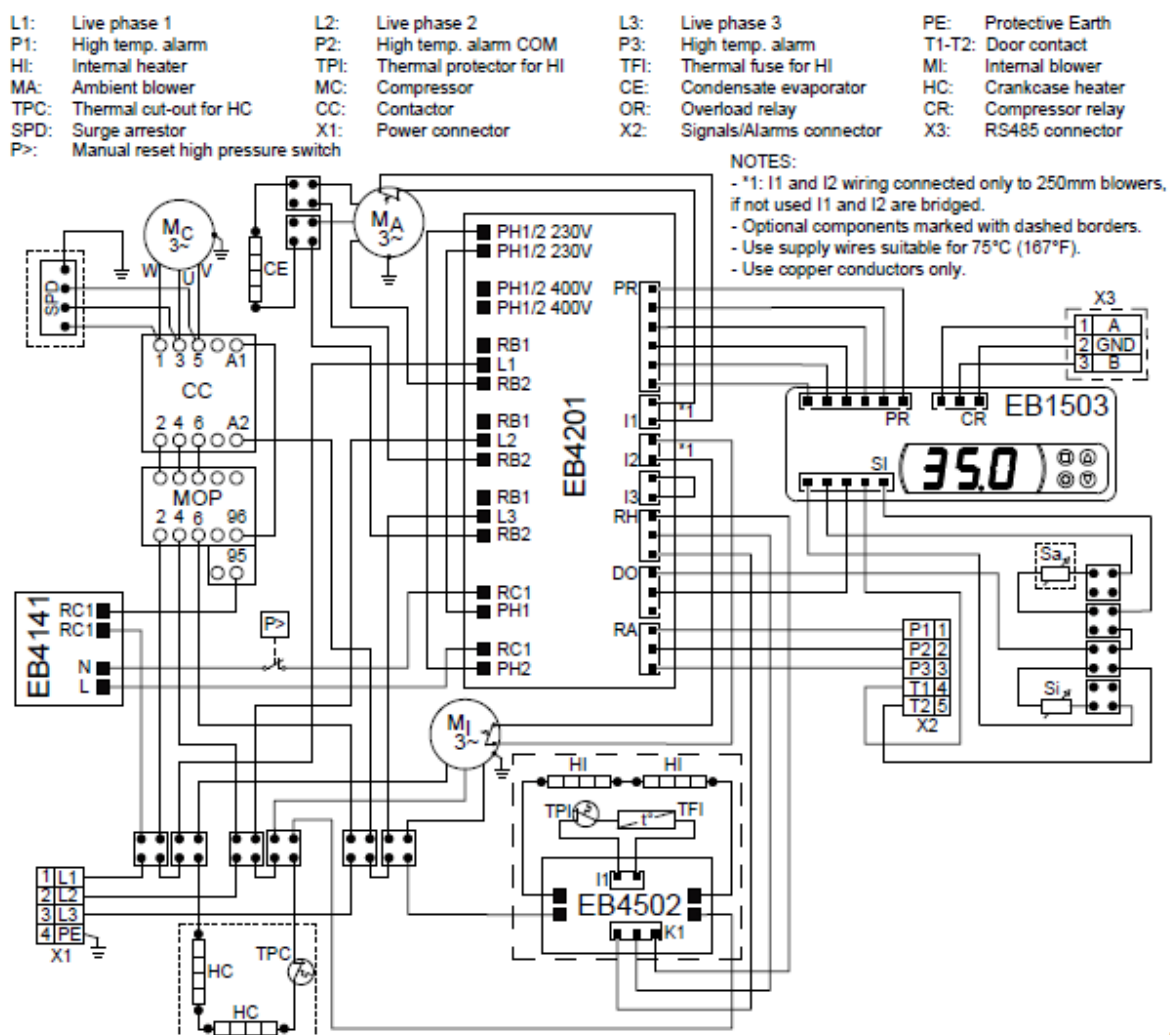 L1: Live phase 1 L2: Live phase 2 L3: Live phase 3 PE: Protective Earth
P1: High temp. alarm P2: High temp. alarm COM P3: High temp. alarm T1-T2: Door contact
HI: Internal heater TPI: Thermal protector for HI TFI: Thermal fuse for HI MI: Internal blower
MA: Ambient blower MC: Compressor CE: Condensate evaporator HC: Crankcase heater
TPC: Thermal cut-out for HC CC: Contactor OR: Overload relay CR: Compressor relay
SPD: Surge arrestor X1: Power connector X2: Signals/Alarms connector X3: RS485 connector
P>: Manual reset high pressure switch
NOTES:
- *1: I1 and I2 wiring connected only to 250mm blowers,
if not used I1 and I2 are bridged.
- Optional components marked with dashed borders.
- Use supply wires suitable for 75°C (167°F).
- Use copper conductors only.
MC
3~
W U V
SPD
CE
MA
3~
1 3 5 A1
CC
2 4 6 A2
MOP
2 4 6 96
95
EB4141
RC1
RC1
N
L
P>
EB4201
PH1/2 230V
PH1/2 230V
PH1/2 400V
PH1/2 400V
RB1
L1
RB2
RB1
L2
RB2
RB1
L3
RB2
RC1
PH1
RC1
PH2
PR
I1
*1
I2
*1
I3
RH
DO
RA
X3
1 A
2 GND
3 B
EB1503
PR
CR
SI
35.0
Sa
Si
P1 1
P2 2
P3 3
T1 4
T2 5
X2
MI
3~
HI
HI
TPI
t°
TFI
I1
EB4502
K1
1 L1
2 L2
3 L3
4 PE
X1
HC
TPC
HC